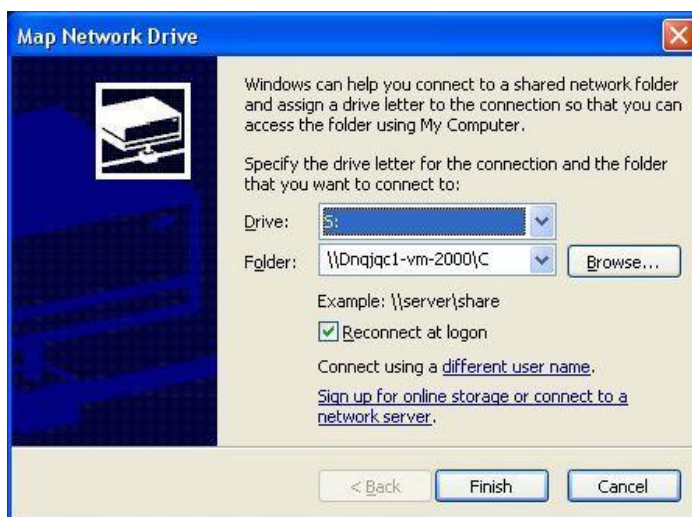 Map Network Drive
Windows can help you connect to a shared network folder
and assign a drive letter to the connection so that you can
access the folder using My Computer.
Specify the drive letter for the connection and the folder
that you want to connect to:
Drive: S:
Folder: \\Dnqjqc1-vm-2000\C Browse...
Example: \\server\share
Reconnect at logon
Connect using a different user name.
Sign up for online storage or connect to a
network server.
< Back Finish Cancel